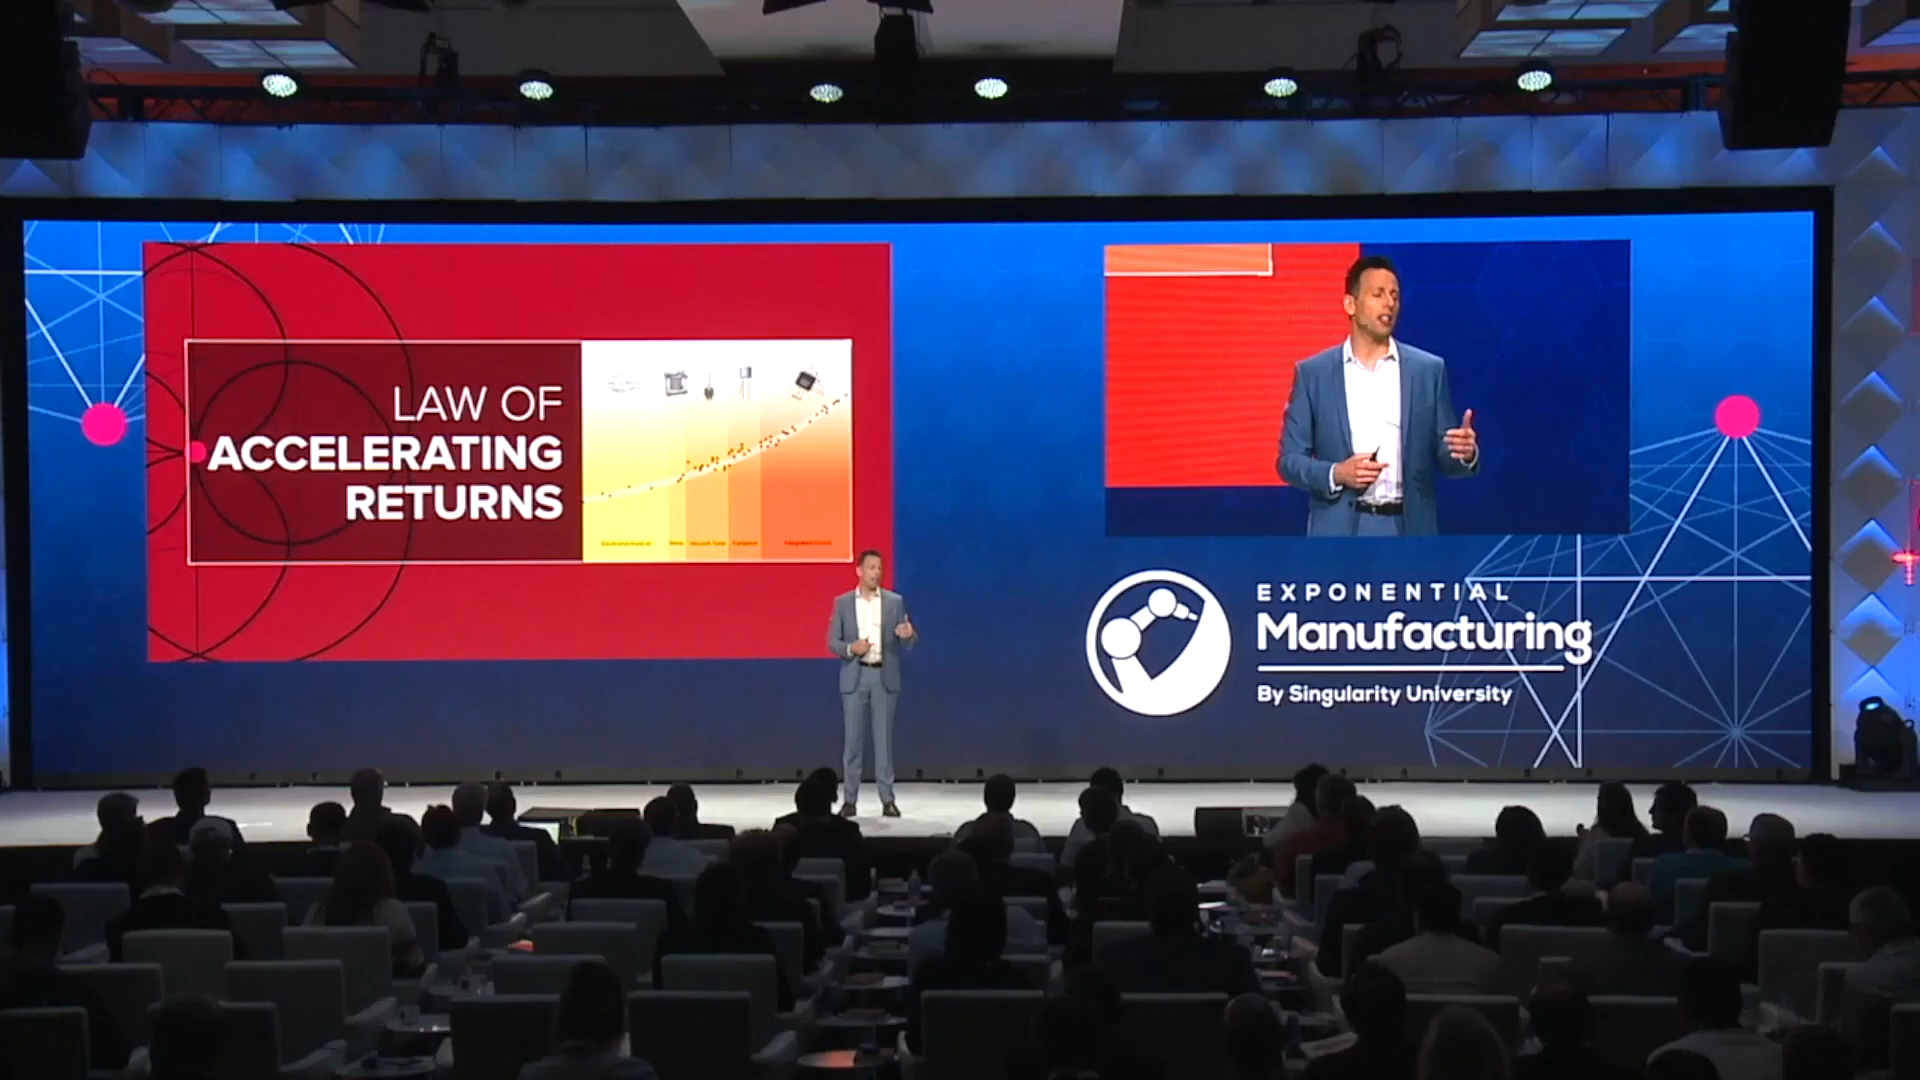 LAW OF
ACCELERATING
RETURNS
EXPONENTIAL
Manufacturing
By Singularity University